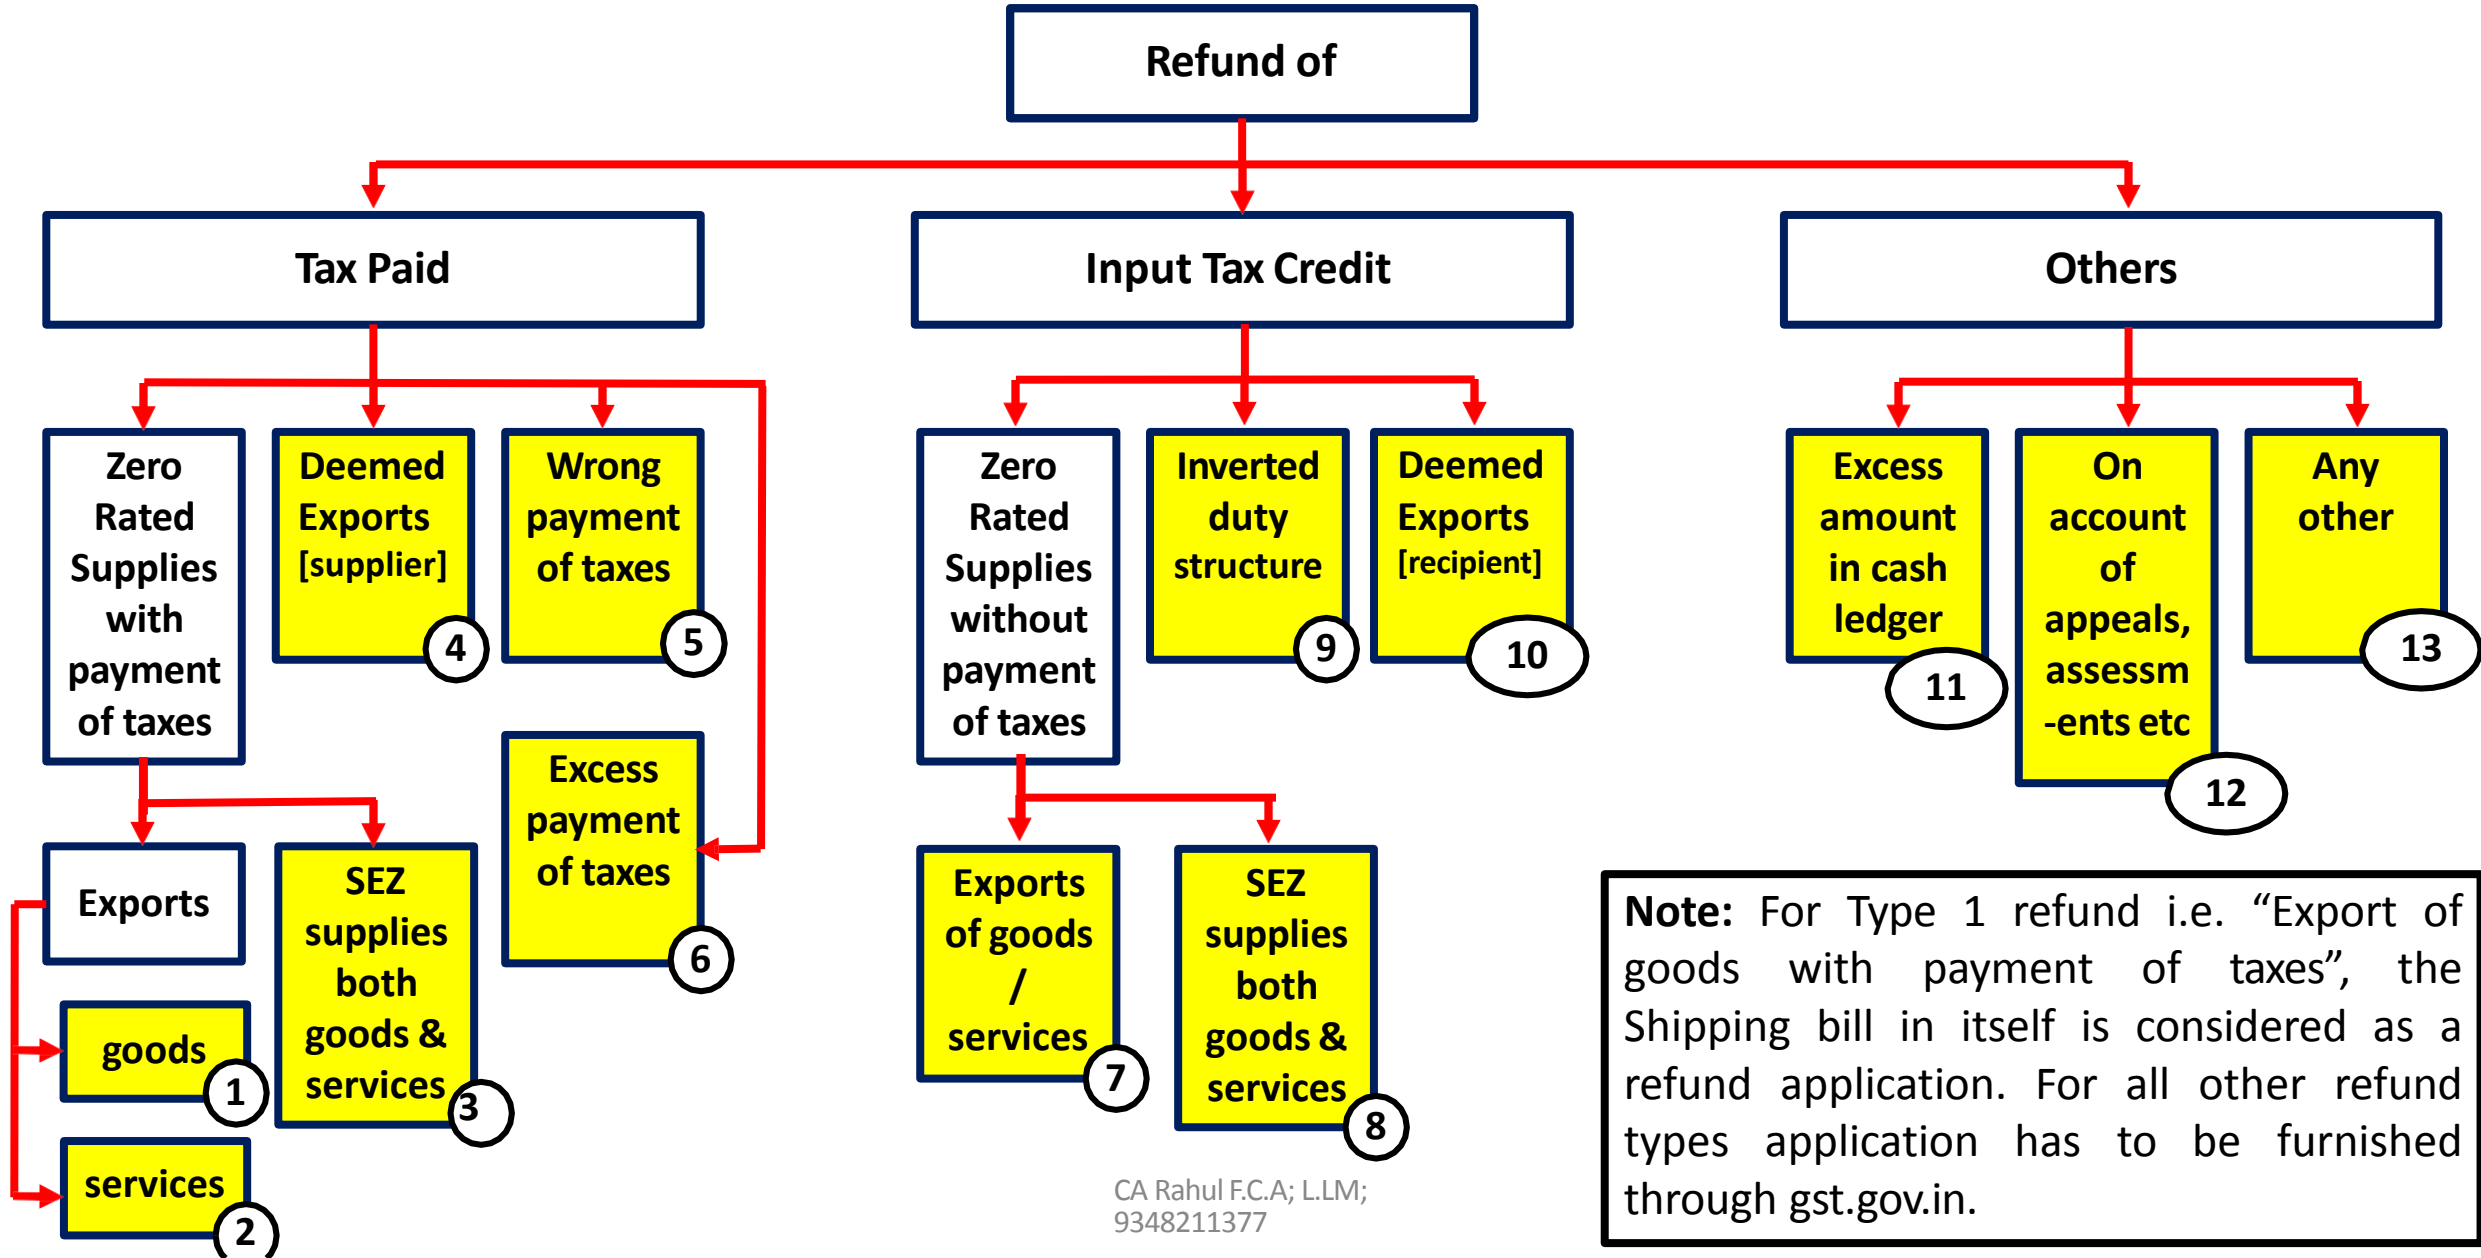 Refund of
Tax Paid
Input Tax Credit
Others
Zero
Rated
Supplies
with
payment
of taxes
Deemed
Exports
[supplier]
4
Wrong
payment
of taxes
5
Excess
payment
of taxes
6
Exports
goods
1
services
2
SEZ
supplies
both
goods &
services
3
Zero
Rated
Supplies
without
payment
of taxes
Inverted
duty
structure
9
Deemed
Exports
[recipient]
10
Exports
of goods
/
services
7
SEZ
supplies
both
goods &
services
8
Excess
amount
in cash
ledger
11
On
account
of
appeals,
assessm
-ents etc
12
Any
other
13
Note: For Type 1 refund i.e. “Export of
goods with payment of taxes”, the
Shipping bill in itself is considered as a
refund application. For all other refund
types application has to be furnished
through gst.gov.in.
CA Rahul F.C.A; L.LM;
9348211377